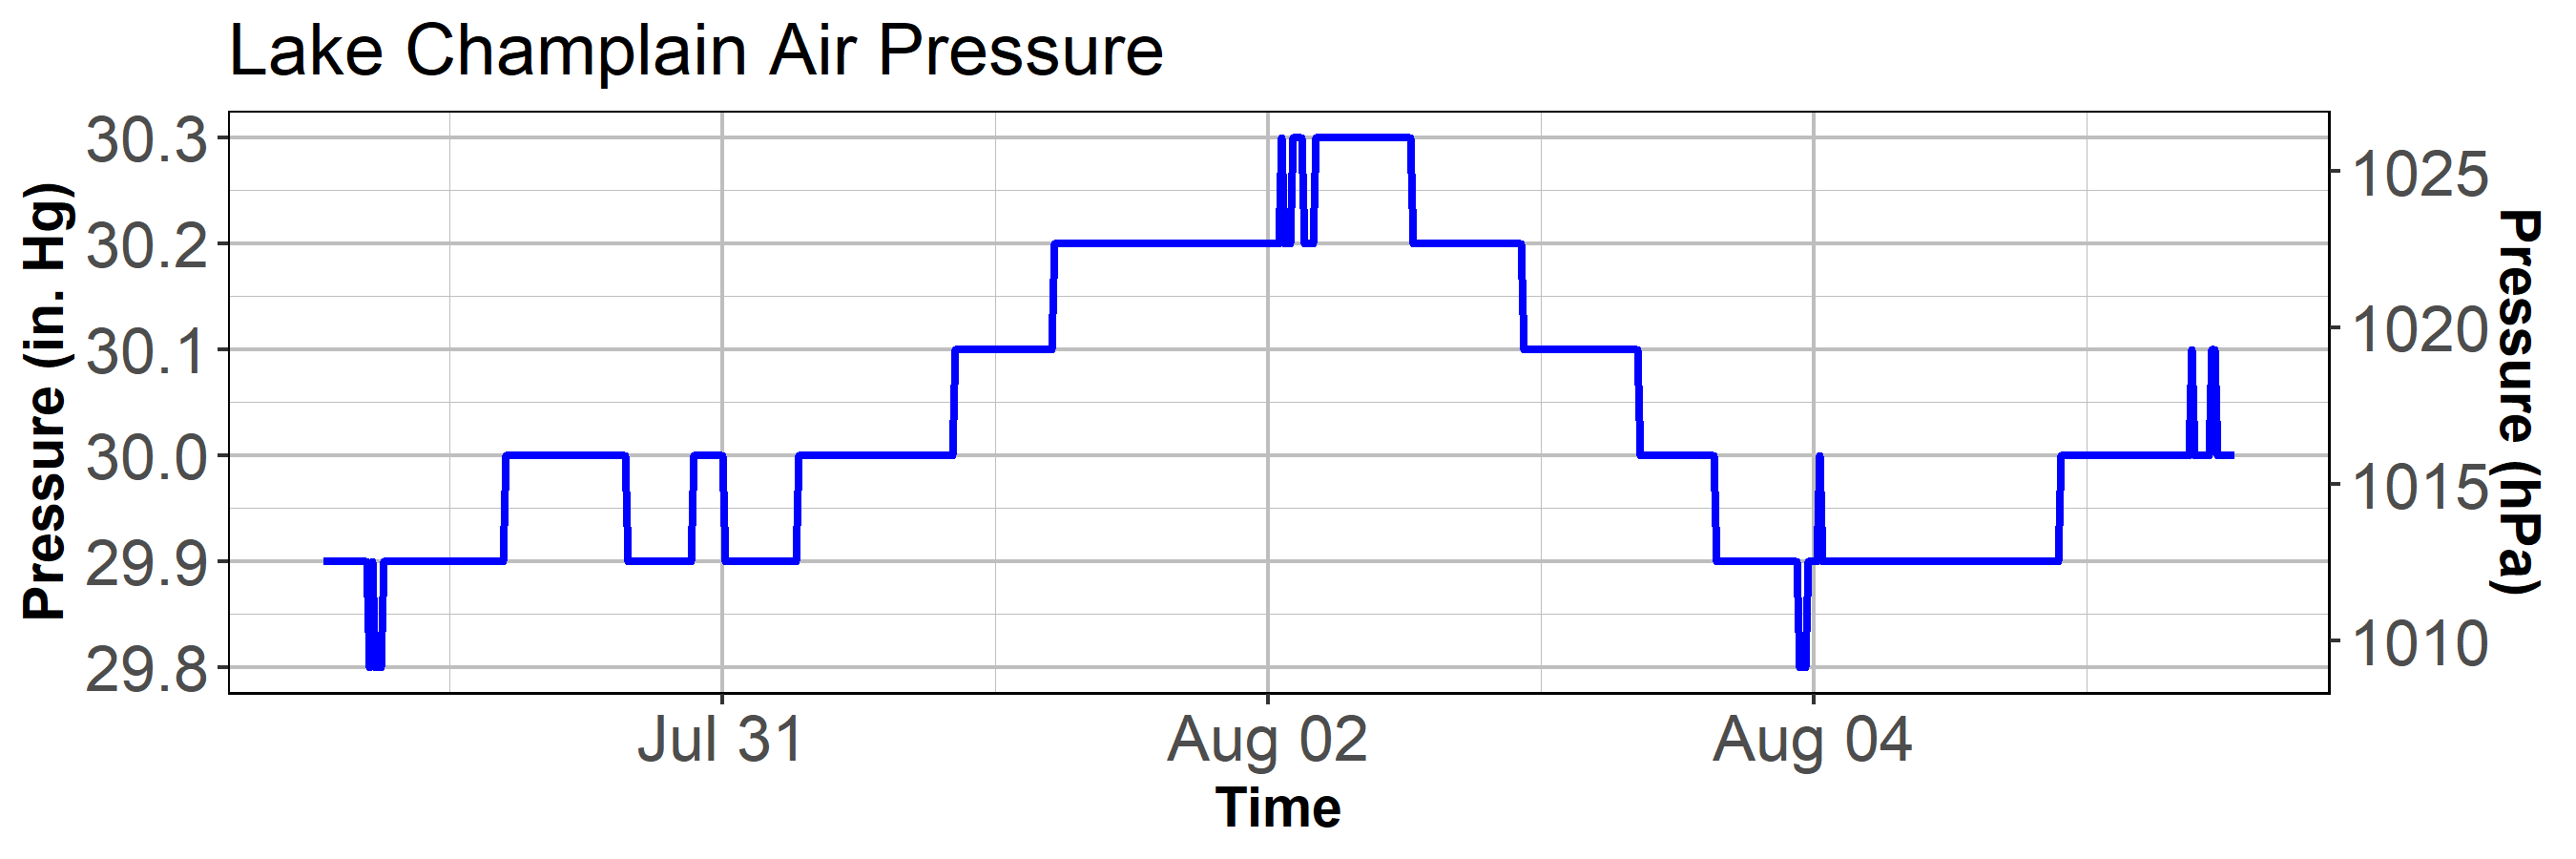 Lake Champlain Air Pressure
Pressure (in. Hg)
30.3
30.2
30.1
30.0
29.9
29.8
1025
1020
1015
1010
Pressure (hPa)
Jul 31
Aug 02
Aug 04
Time